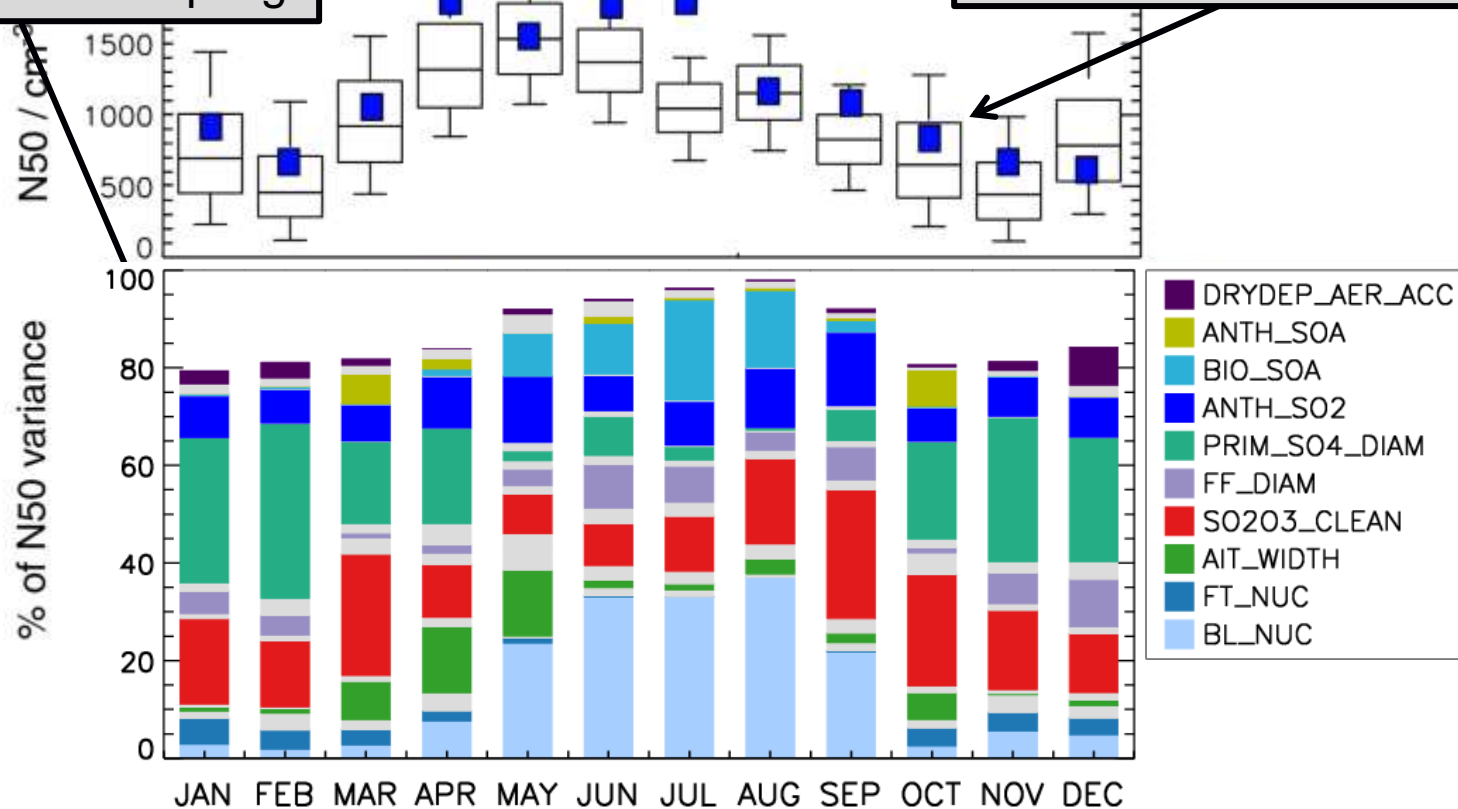 1500
1000
500
0
N50 / cm³
100
80
60
40
20
0
% of N50 variance
JAN FEB MAR APR MAY JUN JUL AUG SEP OCT NOV DEC
DRYDEP_AER_ACC
ANTH_SOA
BIO_SOA
ANTH_SO2
PRIM_SO4_DIAM
FF_DIAM
SO2O3_CLEAN
AIT_WIDTH
FT_NUC
BL_NUC